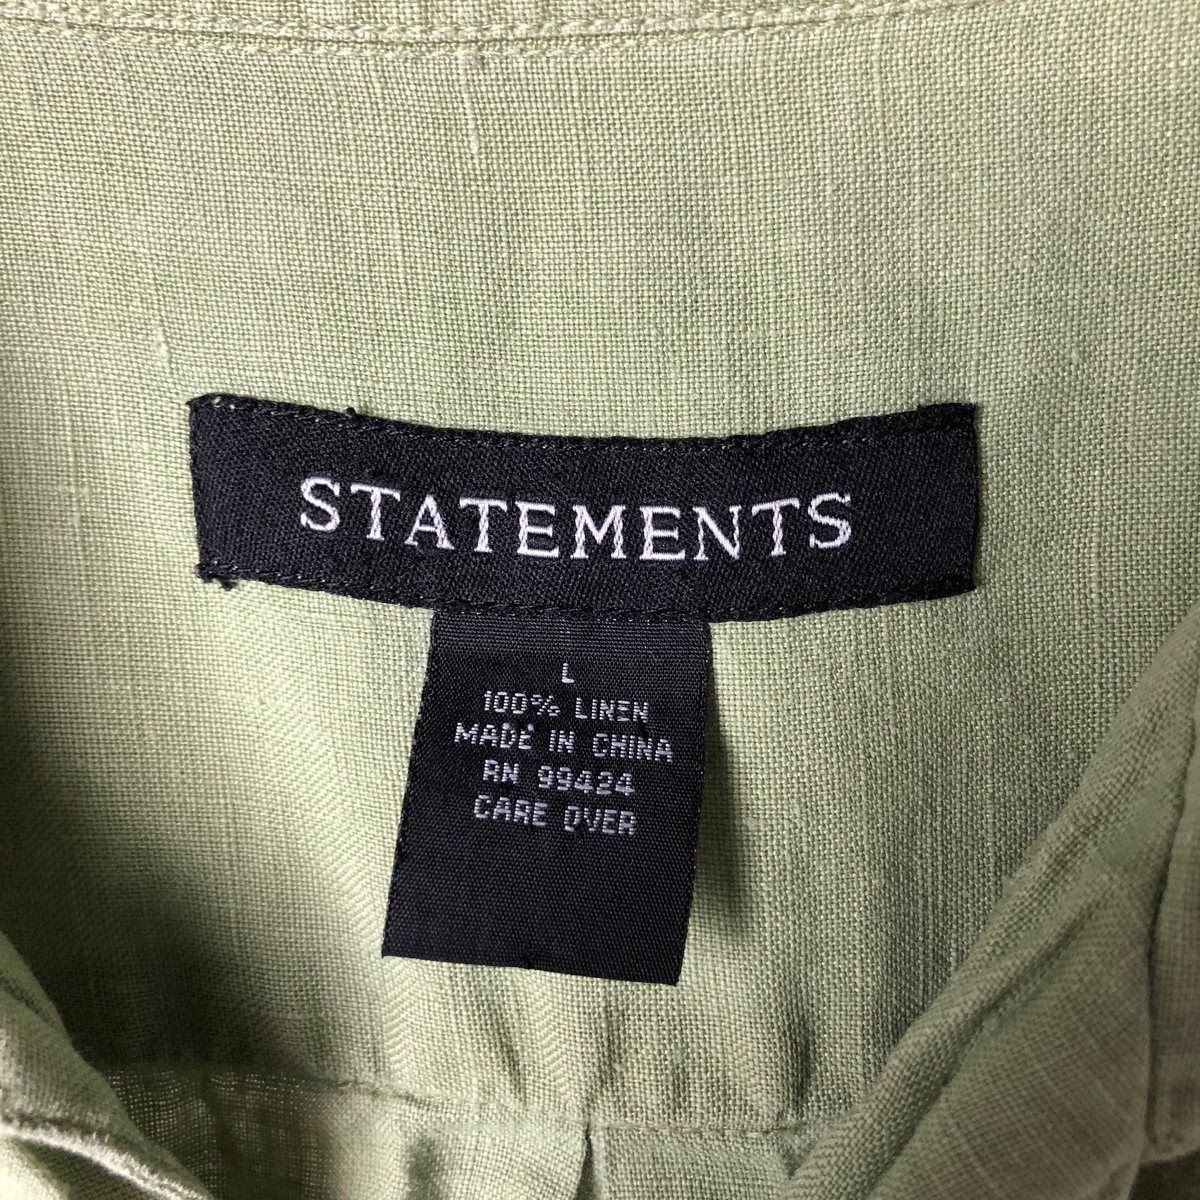 STATEMENTS
L
100% LINEN
MADE IN CHINA
RN 99424
CARE OVER